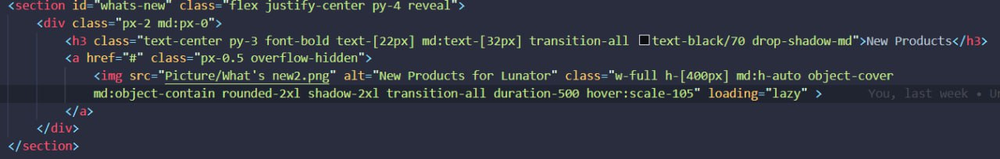 <section id="whats-new" class="flex justify-center py-4 reveal">
<div class="px-2 md:px-0">
<h3 class="text-center py-3 font-bold text-[22px] md:text-[32px] transition-all text-black/70 drop-shadow-md">New Products</h3>
<a href="#" class="px-0.5 overflow-hidden">
<img src="Picture/What's new2.png" alt="New Products for Lunator" class="w-full h-[400px] md:h-auto object-cover
md:object-contain rounded-2xl shadow-2xl transition-all duration-500 hover:scale-105" loading="lazy" > You, last week •
</a>
</div>
</section>